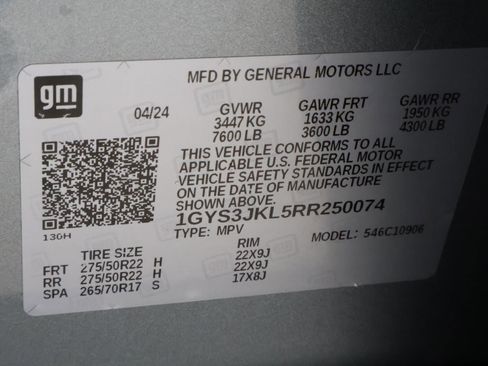 gm
MFD BY GENERAL MOTORS LLC
04/24 GVWR GAWR FRT GAWR RR
3447 KG 1633 KG 1950 KG
7600 LB 3600 LB 4300 LB
THIS VEHICLE CONFORMS TO ALL
APPLICABLE U.S. FEDERAL MOTOR
VEHICLE SAFETY STANDARDS IN EFFECT
ON THE DATE OF MANUFACTURE
SHOWN ABOVE.
1GYS3JKL5RR250074
136H TYPE: MPV MODEL: 546C10906
TIRE SIZE RIM
FRT 275/50R22 H 22X9J
RR 275/50R22 H 22X9J
SPA 265/70R17 S 17X8J